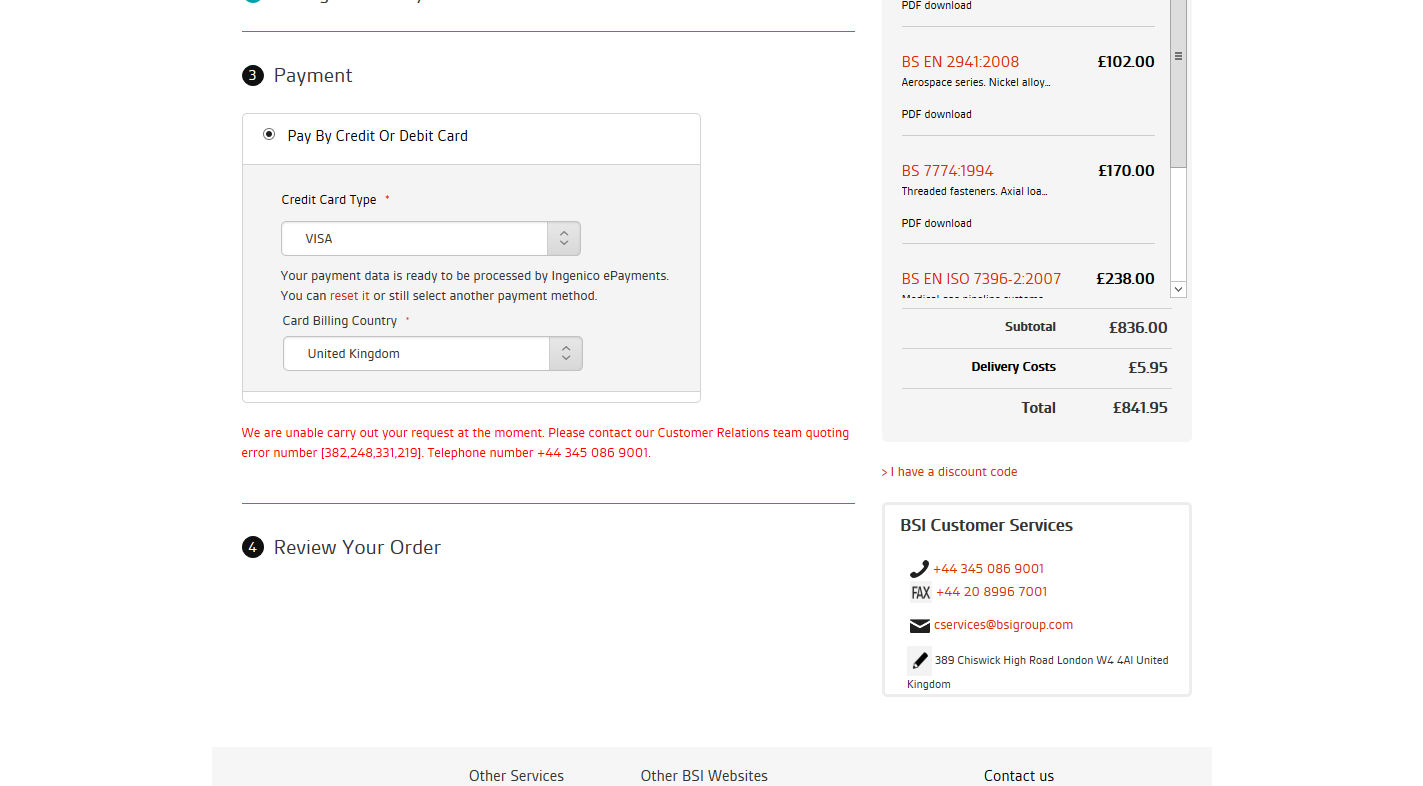 3 Payment
Pay By Credit Or Debit Card
Credit Card Type *
VISA
Your payment data is ready to be processed by Ingenico ePayments.
You can reset it or still select another payment method.
Card Billing Country *
United Kingdom
We are unable carry out your request at the moment. Please contact our Customer Relations team quoting
error number [382,248,331,219]. Telephone number +44 345 086 9001.
4 Review Your Order
PDF download
BS EN 2941:2008 £102.00
Aerospace series. Nickel alloy...
PDF download
BS 7774:1994 £170.00
Threaded fasteners. Axial loa...
PDF download
BS EN ISO 7396-2:2007 £238.00
Medical gas pipeline systems
Subtotal £836.00
Delivery Costs £5.95
Total £841.95
> I have a discount code
BSI Customer Services
+44 345 086 9001
FAX +44 20 8996 7001
cservices@bsigroup.com
389 Chiswick High Road London W4 4Al United
Kingdom
Other Services Other BSI Websites Contact us